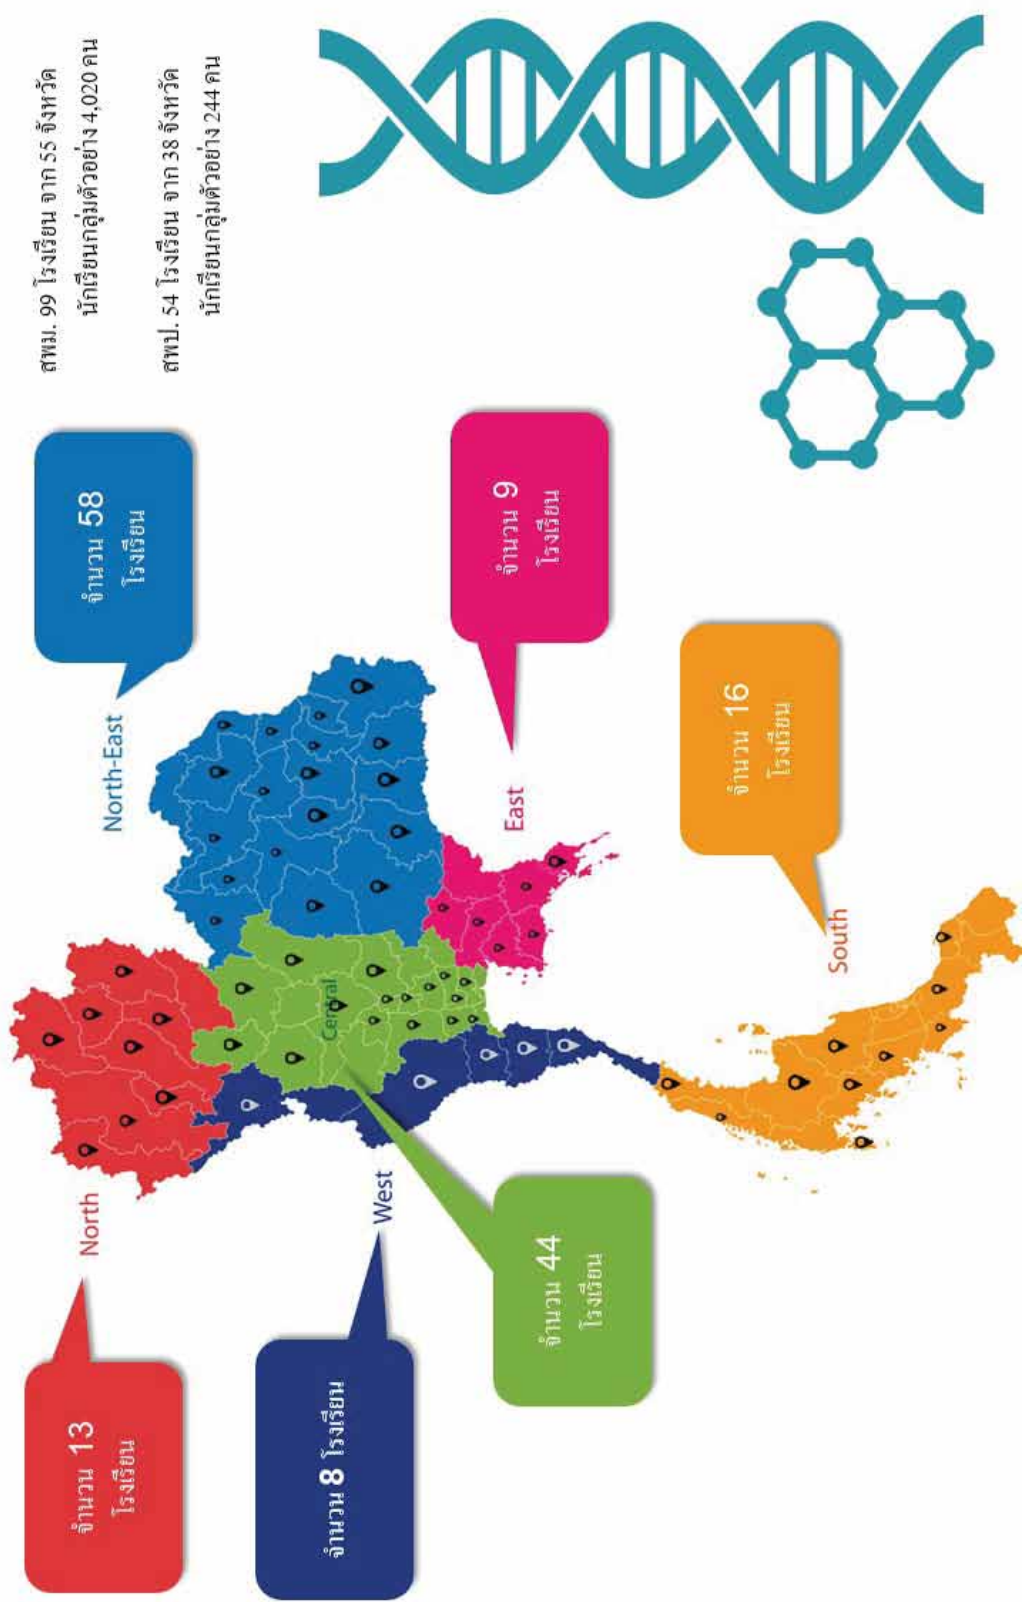 สพม. 99 โรงเรียน จาก 55 จังหวัด
นักเรียนกลุ่มตัวอย่าง 4,020 คน
สพป. 54 โรงเรียน จาก 38 จังหวัด
นักเรียนกลุ่มตัวอย่าง 244 คน
จำนวน 13
โรงเรียน
North
North-East
จำนวน 58
โรงเรียน
จำนวน 8 โรงเรียน
West
Central
จำนวน 44
โรงเรียน
East
จำนวน 9
โรงเรียน
South
จำนวน 16
โรงเรียน